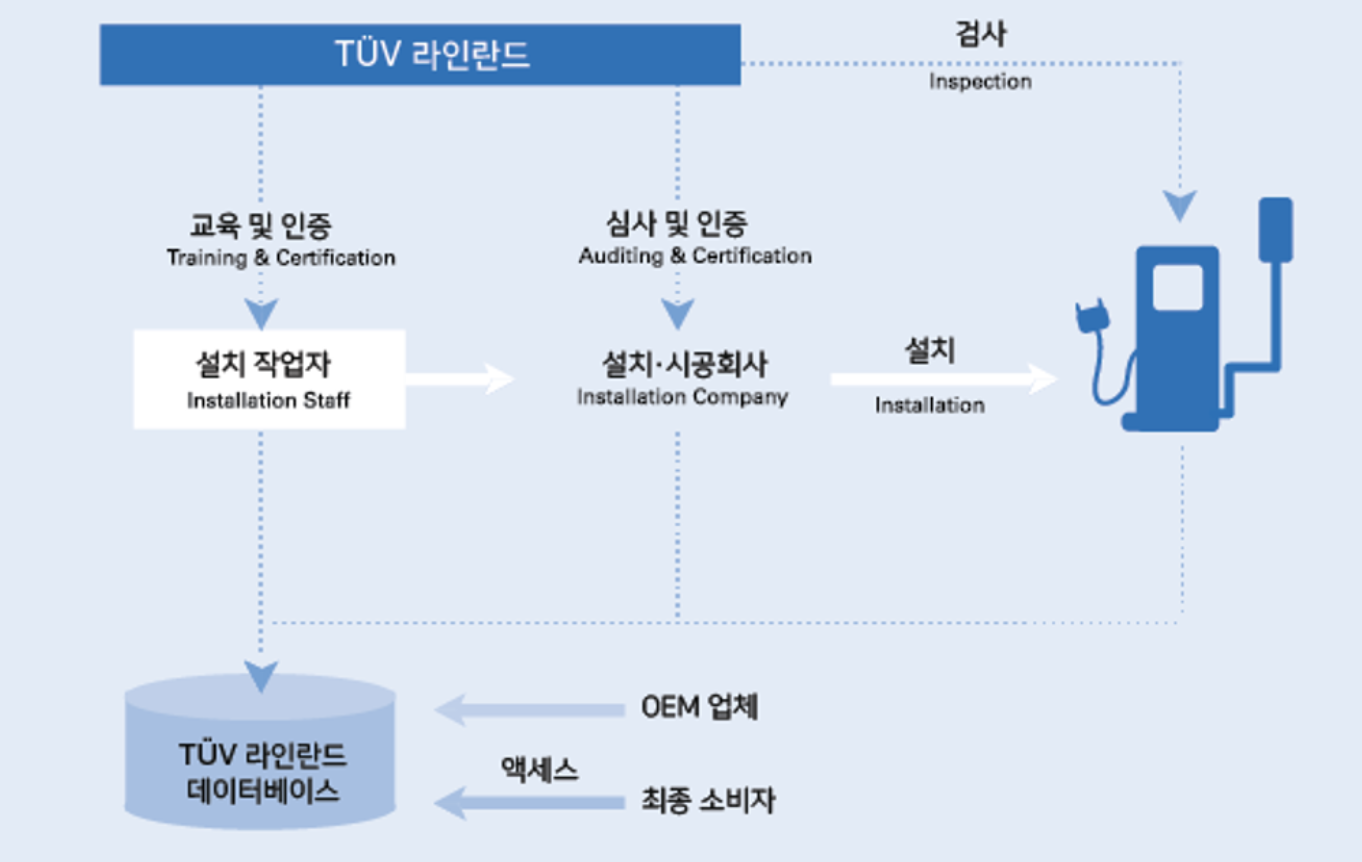 TÜV 라인란드
검사
Inspection
교육 및 인증
Training & Certification
심사 및 인증
Auditing & Certification
설치 작업자
Installation Staff
설치·시공회사
Installation Company
설치
Installation
TÜV 라인란드
데이터베이스
OEM 업체
액세스
최종 소비자